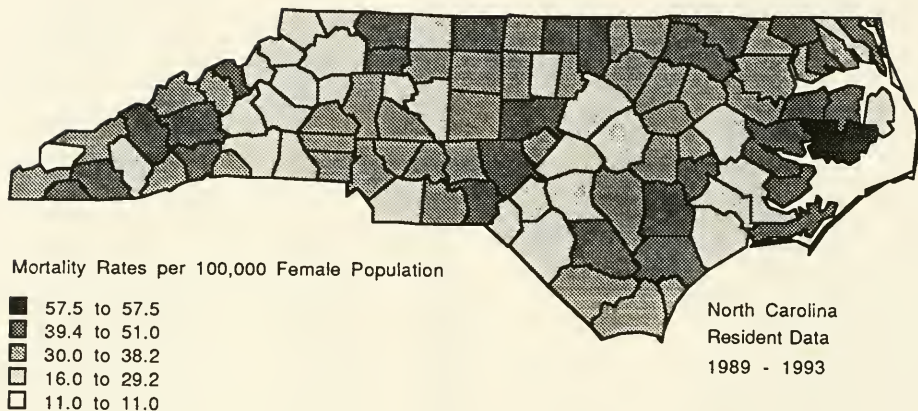 Mortality Rates per 100,000 Female Population
57.5 to 57.5
39.4 to 51.0
30.0 to 38.2
16.0 to 29.2
11.0 to 11.0
North Carolina
Resident Data
1989 - 1993